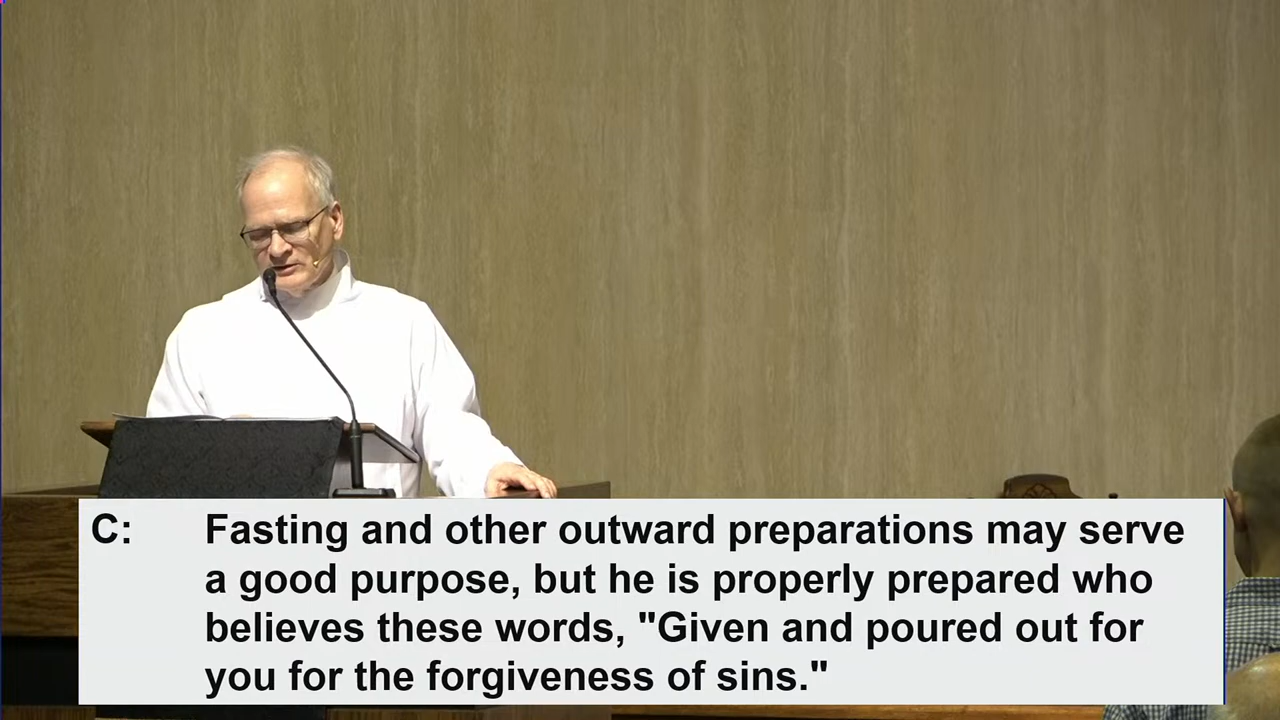 C: Fasting and other outward preparations may serve
a good purpose, but he is properly prepared who
believes these words, "Given and poured out for
you for the forgiveness of sins."